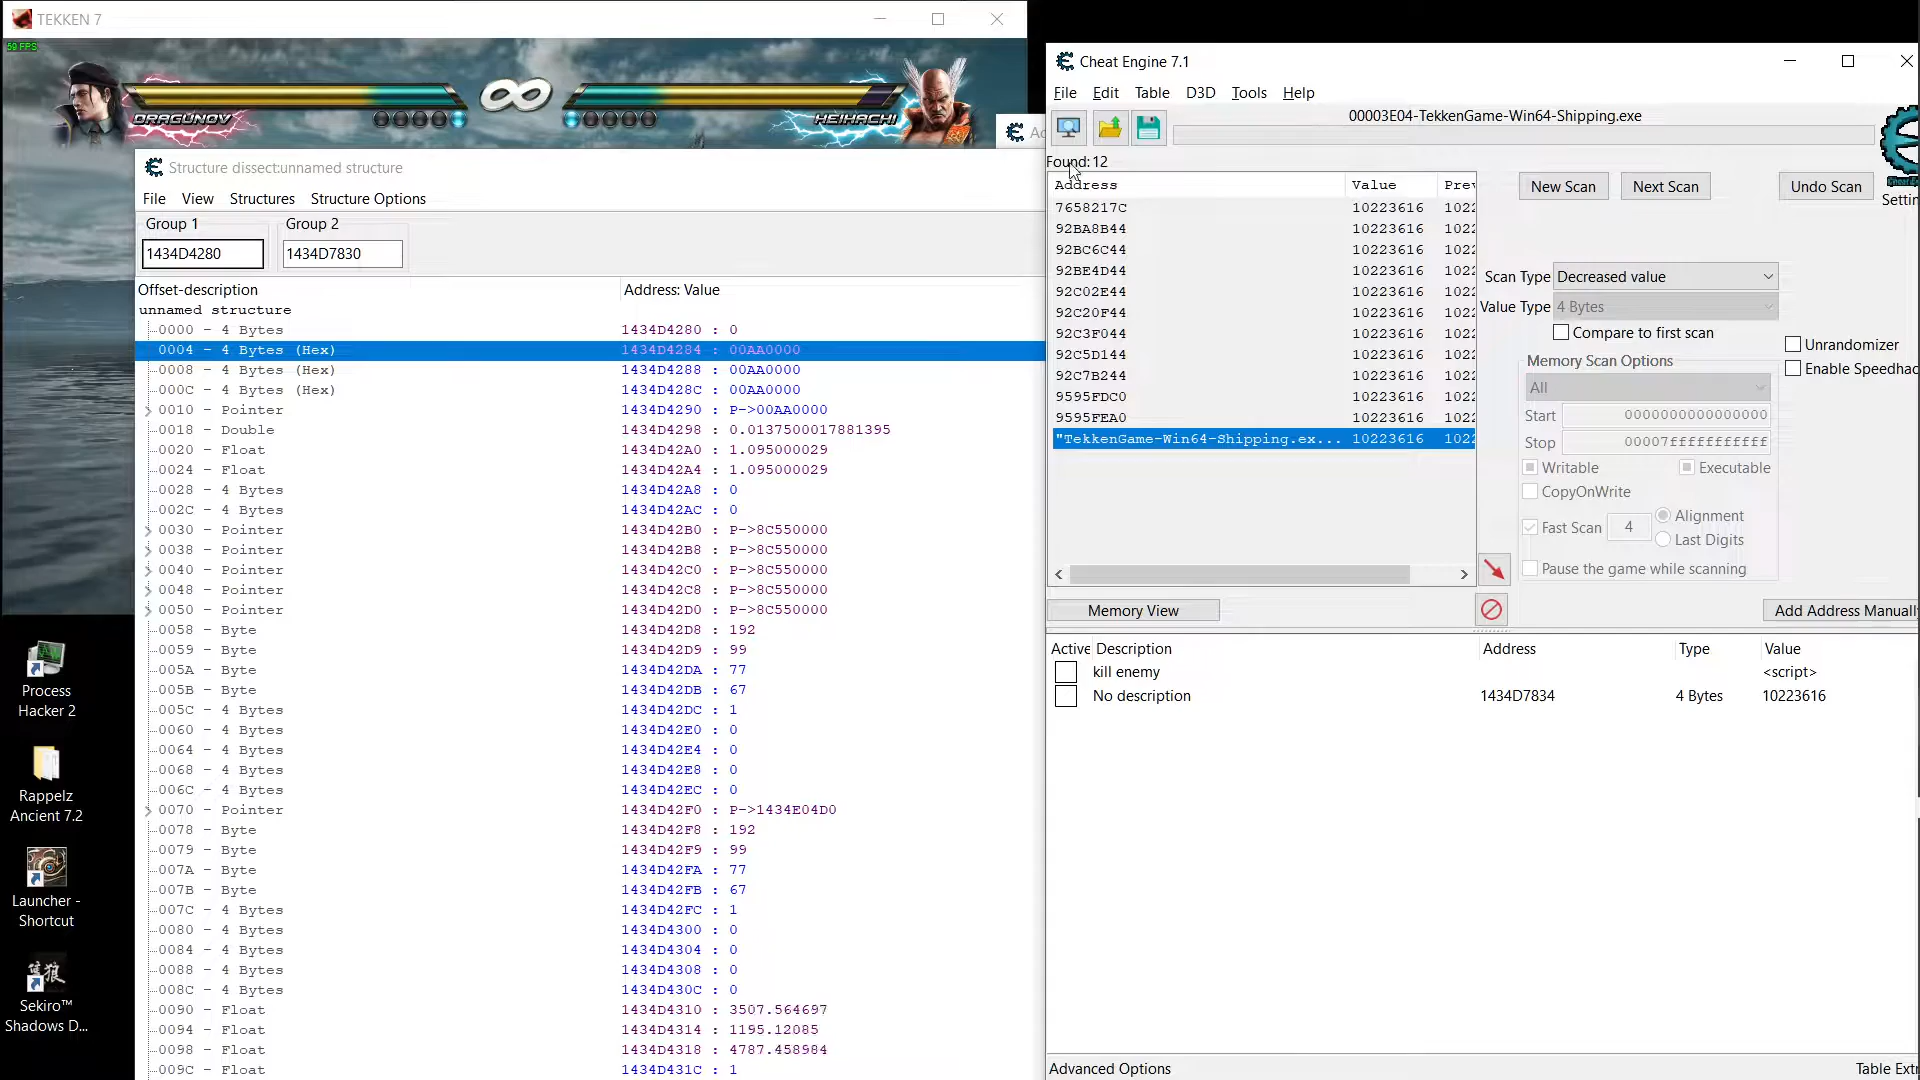 TEKKEN 7
59 FPS
DRAGUNOV
HEIHACHI
Structure dissect:unnamed structure
File View Structures Structure Options
Group 1 Group 2
1434D4280 1434D7830
Offset-description Address: Value
unnamed structure
0000 - 4 Bytes 1434D4280 : 0
0004 - 4 Bytes (Hex) 1434D4284 : 00AA0000
0008 - 4 Bytes (Hex) 1434D4288 : 00AA0000
000C - 4 Bytes (Hex) 1434D428C : 00AA0000
0010 - Pointer 1434D4290 : P->00AA0000
0018 - Double 1434D4298 : 0.0137500017881395
0020 - Float 1434D42A0 : 1.095000029
0024 - Float 1434D42A4 : 1.095000029
0028 - 4 Bytes 1434D42A8 : 0
002C - 4 Bytes 1434D42AC : 0
0030 - Pointer 1434D42B0 : P->8C550000
0038 - Pointer 1434D42B8 : P->8C550000
0040 - Pointer 1434D42C0 : P->8C550000
0048 - Pointer 1434D42C8 : P->8C550000
0050 - Pointer 1434D42D0 : P->8C550000
0058 - Byte 1434D42D8 : 192
0059 - Byte 1434D42D9 : 99
005A - Byte 1434D42DA : 77
005B - Byte 1434D42DB : 67
005C - 4 Bytes 1434D42DC : 1
0060 - 4 Bytes 1434D42E0 : 0
0064 - 4 Bytes 1434D42E4 : 0
0068 - 4 Bytes 1434D42E8 : 0
006C - 4 Bytes 1434D42EC : 0
0070 - Pointer 1434D42F0 : P->1434E04D0
0078 - Byte 1434D42F8 : 192
0079 - Byte 1434D42F9 : 99
007A - Byte 1434D42FA : 77
007B - Byte 1434D42FB : 67
007C - 4 Bytes 1434D42FC : 1
0080 - 4 Bytes 1434D4300 : 0
0084 - 4 Bytes 1434D4304 : 0
0088 - 4 Bytes 1434D4308 : 0
008C - 4 Bytes 1434D430C : 0
0090 - Float 1434D4310 : 3507.564697
0094 - Float 1434D4314 : 1195.12085
0098 - Float 1434D4318 : 4787.458984
009C - Float 1434D431C : 1
Process
Hacker 2
Rappelz
Ancient 7.2
Launcher -
Shortcut
Sekiro™
Shadows D...
Cheat Engine 7.1
File Edit Table D3D Tools Help
00003E04-TekkenGame-Win64-Shipping.exe
Found: 12
Address Value Prev
7658217C 10223616 1022
92BA8B44 10223616 1022
92BC6C44 10223616 1022
92BE4D44 10223616 1022
92C02E44 10223616 1022
92C20F44 10223616 1022
92C3F044 10223616 1022
92C5D144 10223616 1022
92C7B244 10223616 1022
9595FDC0 10223616 1022
9595FEA0 10223616 1022
"TekkenGame-Win64-Shipping.ex... 10223616 1022
New Scan Next Scan Undo Scan
Settin
Scan Type Decreased value
Value Type 4 Bytes
Compare to first scan
Unrandomizer
Enable Speedhac
Memory Scan Options
All
Start 0000000000000000
Stop 00007fffffffffff
Writable Executable
CopyOnWrite
Fast Scan 4 Alignment
Last Digits
Pause the game while scanning
Memory View
Add Address Manuall
Active Description Address Type Value
kill enemy <script>
No description 1434D7834 4 Bytes 10223616
Advanced Options Table Extr